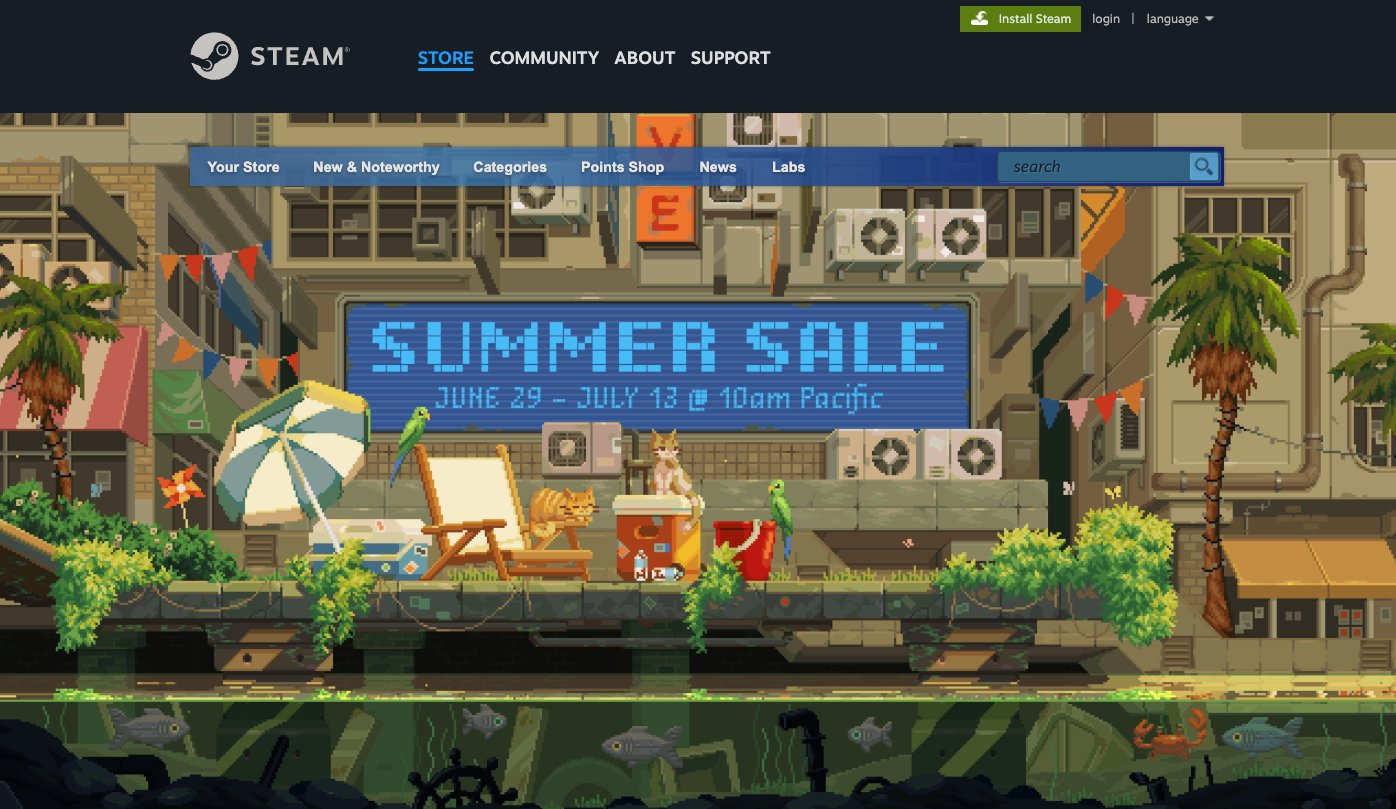 Install Steam login | language
STEAM®
STORE COMMUNITY ABOUT SUPPORT
Your Store New & Noteworthy Categories Points Shop News Labs search
V
E
SUMMER SALE
JUNE 29 - JULY 13 @ 10am Pacific